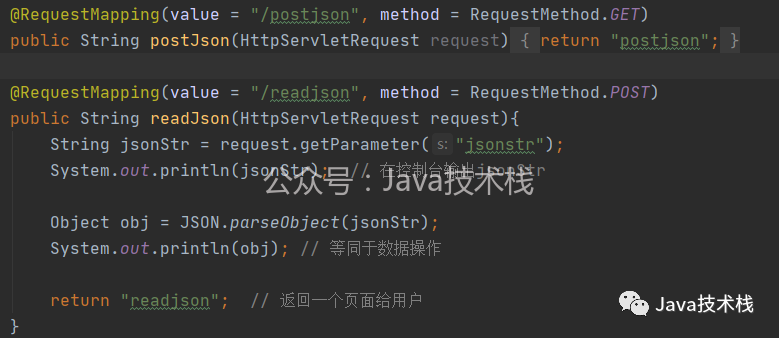 @RequestMapping(value = "/postjson", method = RequestMethod.GET)
public String postJson(HttpServletRequest request) { return "postjson"; }
@RequestMapping(value = "/readjson", method = RequestMethod.POST)
public String readJson(HttpServletRequest request){
String jsonStr = request.getParameter( s: "jsonstr");
System.out.println(jsonStr); // 在控制台输出jsonStr
公众号：Java技术栈
Object obj = JSON.parseObject(jsonStr);
System.out.println(obj); // 等同于数据操作
return "readjson"; // 返回一个页面给用户
Java技术栈
}